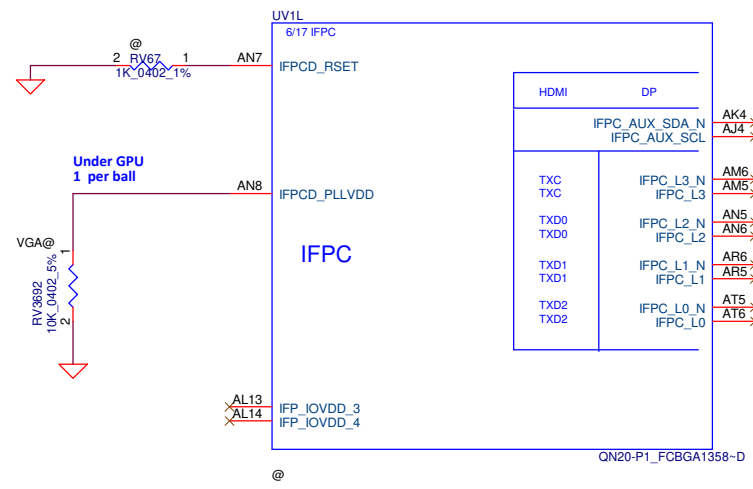 UV1L
6/17 IFPC
@
2 RV67 1
1K_0402_1%
AN7
IFPCD_RSET
HDMI DP
IFPC_AUX_SDA_N AK4
IFPC_AUX_SCL AJ4
Under GPU
1 per ball
AN8
IFPCD_PLLVDD
TXC IFPC_L3_N AM6
TXC IFPC_L3 AM5
TXD0 IFPC_L2_N AN5
TXD0 IFPC_L2 AN6
IFPC
VGA@
1
RV3692
10K_0402_5%
2
TXD1 IFPC_L1_N AR6
TXD1 IFPC_L1 AR5
TXD2 IFPC_L0_N AT5
TXD2 IFPC_L0 AT6
AL13 IFP_IOVDD_3
AL14 IFP_IOVDD_4
QN20-P1_FCBGA1358~D
@